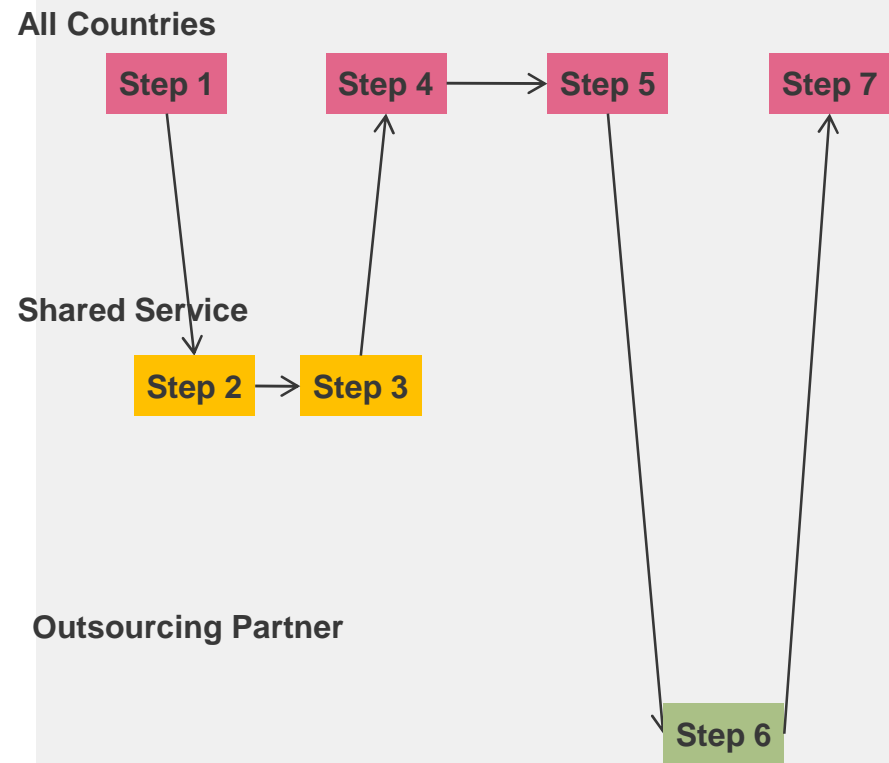 All Countries
Step 1
Step 4
Step 5
Step 7
Shared Service
Step 2
Step 3
Outsourcing Partner
Step 6